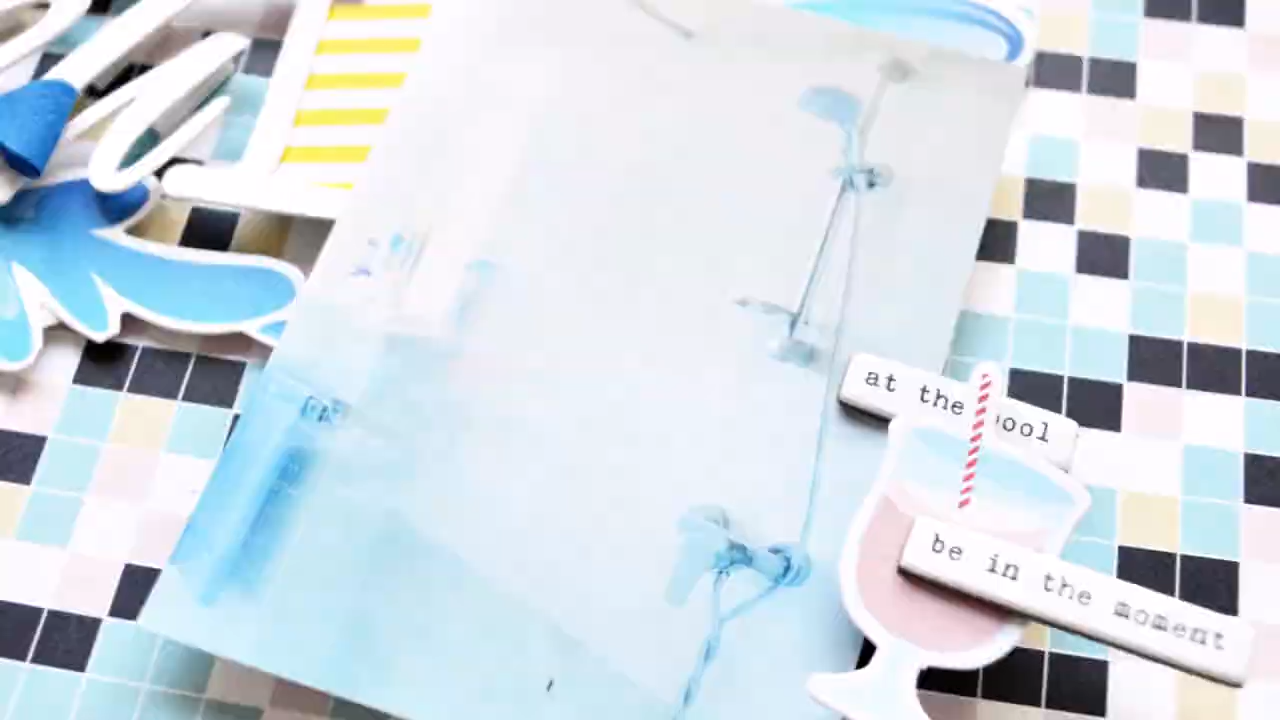 at the pool
be in the moment